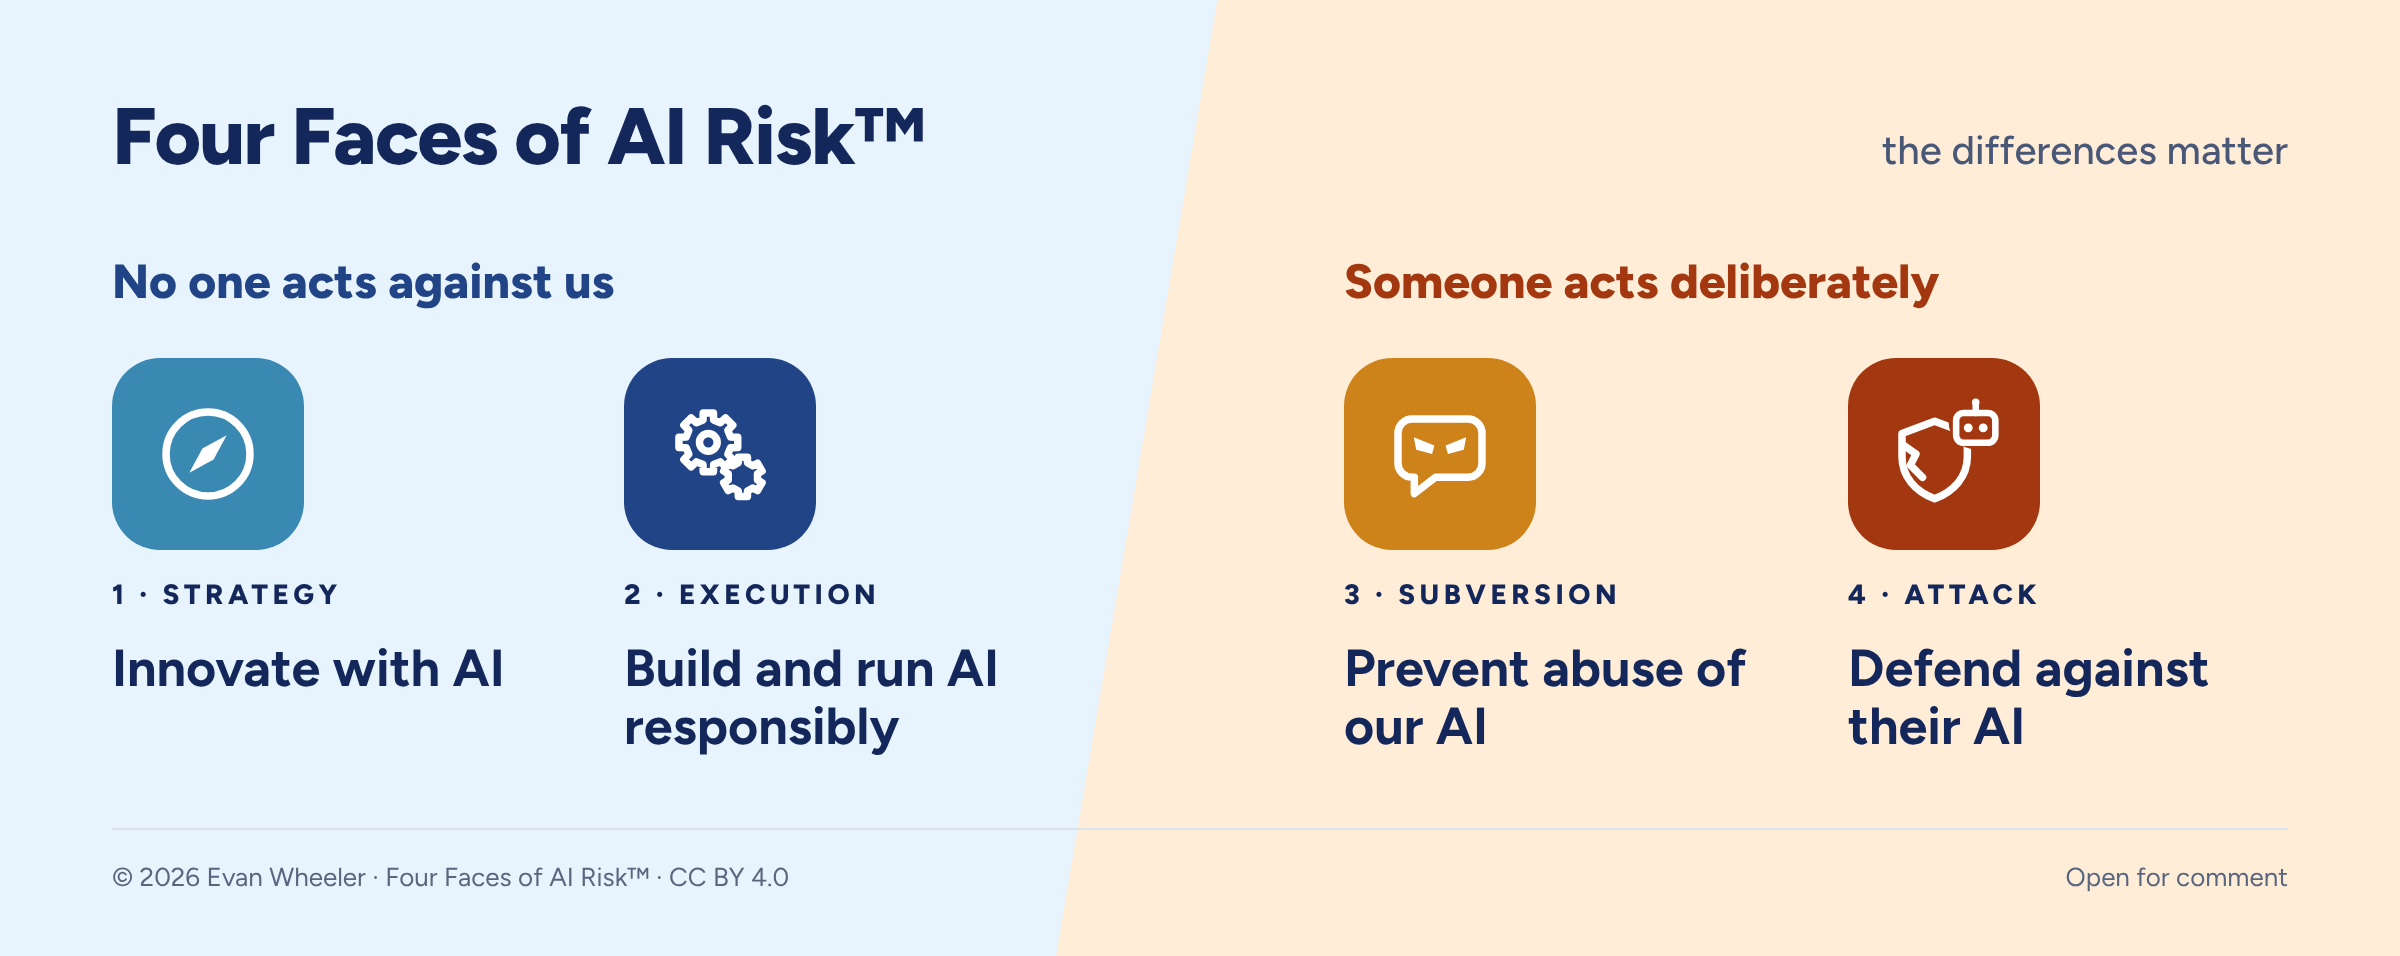 Four Faces of AI Risk™
the differences matter
No one acts against us
Someone acts deliberately
1 · STRATEGY
Innovate with AI
2 · EXECUTION
Build and run AI
responsibly
3 · SUBVERSION
Prevent abuse of
our AI
4 · ATTACK
Defend against
their AI
© 2026 Evan Wheeler · Four Faces of AI Risk™ · CC BY 4.0
Open for comment